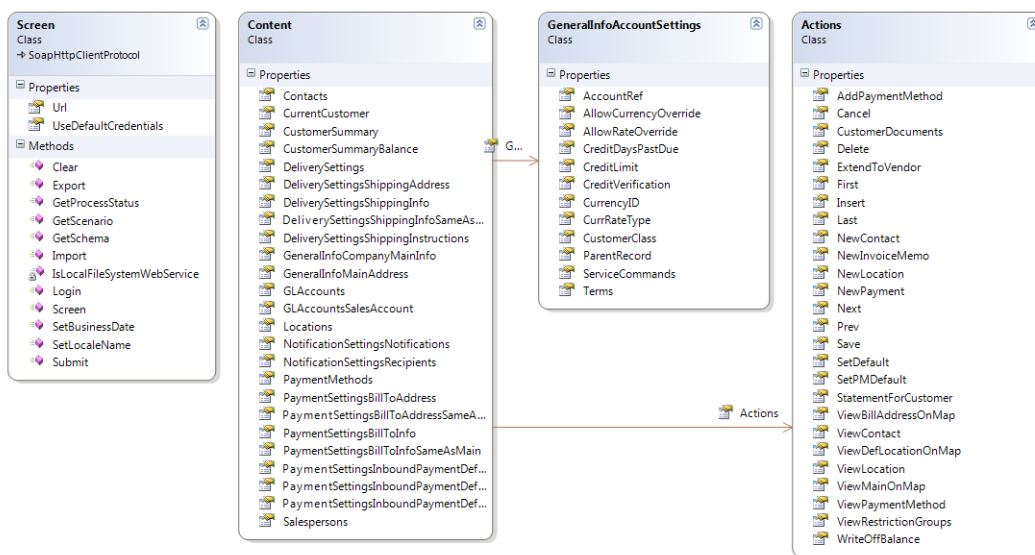 Screen
Class
SoapHttpClientProtocol
Properties
Url
UseDefaultCredentials
Methods
Clear
Export
GetProcessStatus
GetScenario
GetSchema
Import
IsLocalFileSystemWebService
Login
Screen
SetBusinessDate
SetLocaleName
Submit
Content
Class
Properties
Contacts
CurrentCustomer
CustomerSummary
CustomerSummaryBalance
DeliverySettings
DeliverySettingsShippingAddress
DeliverySettingsShippingInfo
DeliverySettingsShippingInfoSameAs...
DeliverySettingsShippingInstructions
GeneralInfoCompanyMainInfo
GeneralInfoMainAddress
GLAccounts
GLAccountsSalesAccount
Locations
NotificationSettingsNotifications
NotificationSettingsRecipients
PaymentMethods
PaymentSettingsBillToAddress
PaymentSettingsBillToAddressSameA...
PaymentSettingsBillToInfo
PaymentSettingsBillToInfoSameAsMain
PaymentSettingsInboundPaymentDef...
PaymentSettingsInboundPaymentDef...
PaymentSettingsInboundPaymentDef...
Salespersons
G...
GeneralInfoAccountSettings
Class
Properties
AccountRef
AllowCurrencyOverride
AllowRateOverride
CreditDaysPastDue
CreditLimit
CreditVerification
CurrencyID
CurrRateType
CustomerClass
ParentRecord
ServiceCommands
Terms
Actions
Actions
Class
Properties
AddPaymentMethod
Cancel
CustomerDocuments
Delete
ExtendToVendor
First
Insert
Last
NewContact
NewInvoiceMemo
NewLocation
NewPayment
Next
Prev
Save
SetDefault
SetPMDefault
StatementForCustomer
ViewBillAddressOnMap
ViewContact
ViewDefLocationOnMap
ViewLocation
ViewMainOnMap
ViewPaymentMethod
ViewRestrictionGroups
WriteOffBalance